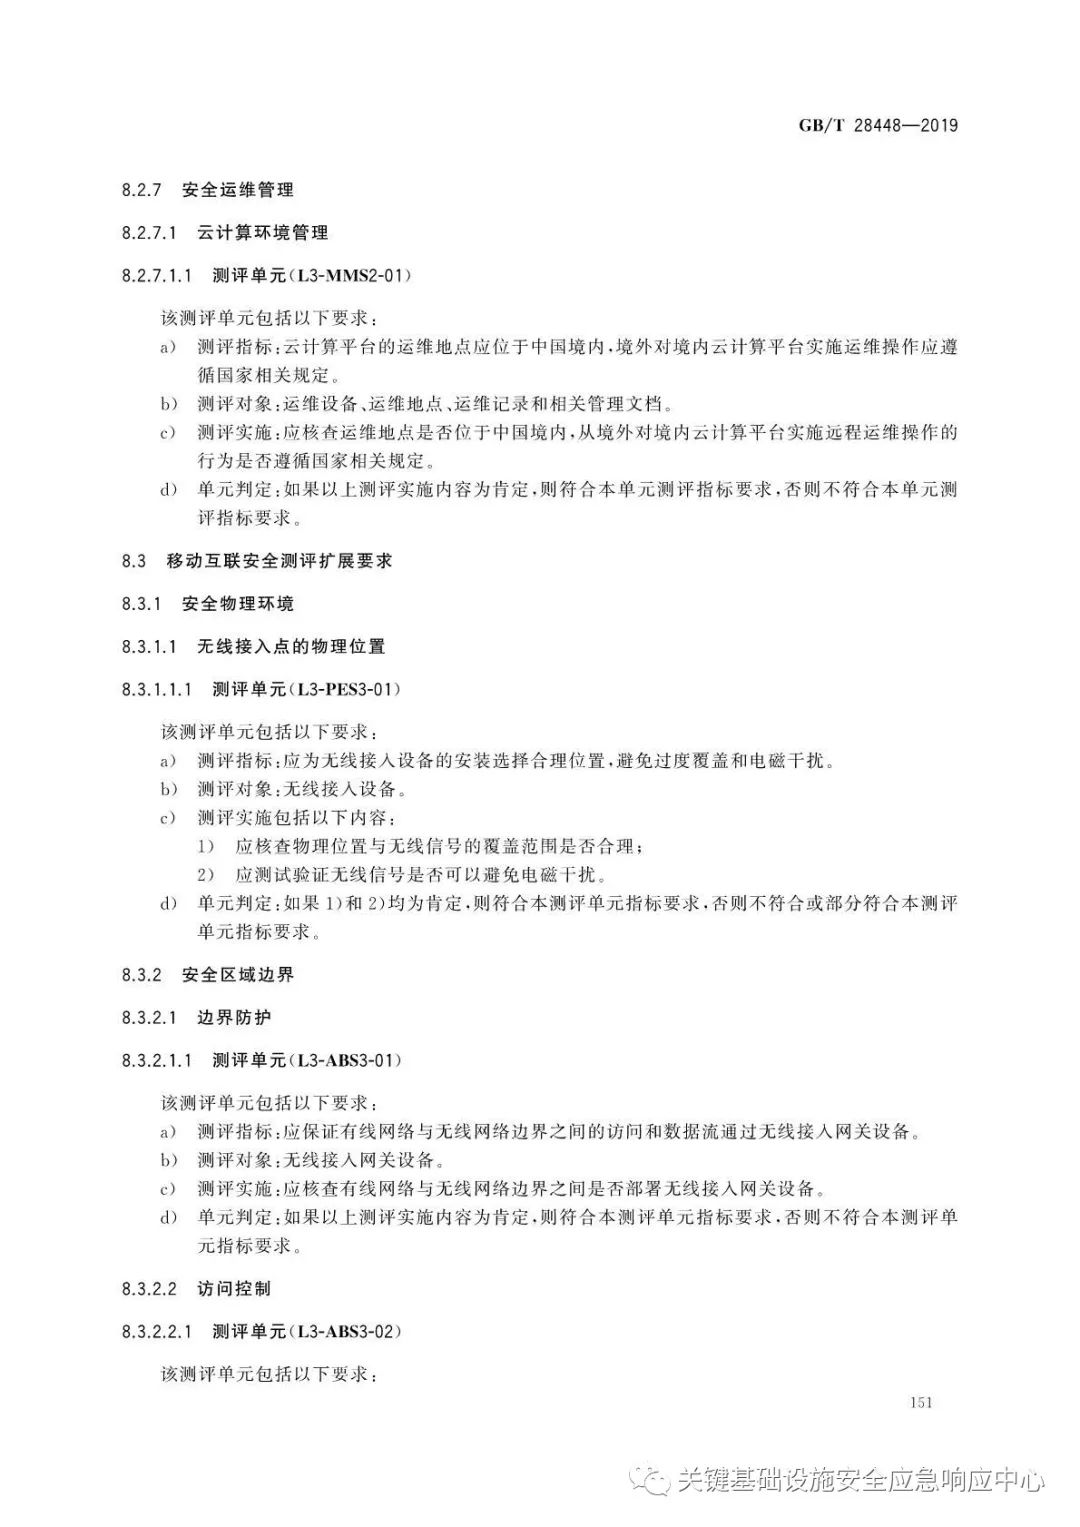 GB/T 28448—2019
8.2.7 安全运维管理
8.2.7.1 云计算环境管理
8.2.7.1.1 测评单元(L3-MMS2-01)
该测评单元包括以下要求:
a) 测评指标:云计算平台的运维地点应位于中国境内,境外对境内云计算平台实施运维操作应遵
循国家相关规定。
b) 测评对象:运维设备、运维地点、运维记录和相关管理文档。
c) 测评实施:应核查运维地点是否位于中国境内,从境外对境内云计算平台实施远程运维操作的
行为是否遵循国家相关规定。
d) 单元判定:如果以上测评实施内容为肯定,则符合本单元测评指标要求,否则不符合本单元测
评指标要求。
8.3 移动互联安全测评扩展要求
8.3.1 安全物理环境
8.3.1.1 无线接入点的物理位置
8.3.1.1.1 测评单元(L3-PES3-01)
该测评单元包括以下要求:
a) 测评指标:应为无线接入设备的安装选择合理位置,避免过度覆盖和电磁干扰。
b) 测评对象:无线接入设备。
c) 测评实施包括以下内容:
1) 应核查物理位置与无线信号的覆盖范围是否合理;
2) 应测试验证无线信号是否可以避免电磁干扰。
d) 单元判定:如果1)和2)均为肯定,则符合本测评单元指标要求,否则不符合或部分符合本测评
单元指标要求。
8.3.2 安全区域边界
8.3.2.1 边界防护
8.3.2.1.1 测评单元(L3-ABS3-01)
该测评单元包括以下要求:
a) 测评指标:应保证有线网络与无线网络边界之间的访问和数据流通过无线接入网关设备。
b) 测评对象:无线接入网关设备。
c) 测评实施:应核查有线网络与无线网络边界之间是否部署无线接入网关设备。
d) 单元判定:如果以上测评实施内容为肯定,则符合本测评单元指标要求,否则不符合本测评单
元指标要求。
8.3.2.2 访问控制
8.3.2.2.1 测评单元(L3-ABS3-02)
该测评单元包括以下要求:
151
关键基础设施安全应急响应中心